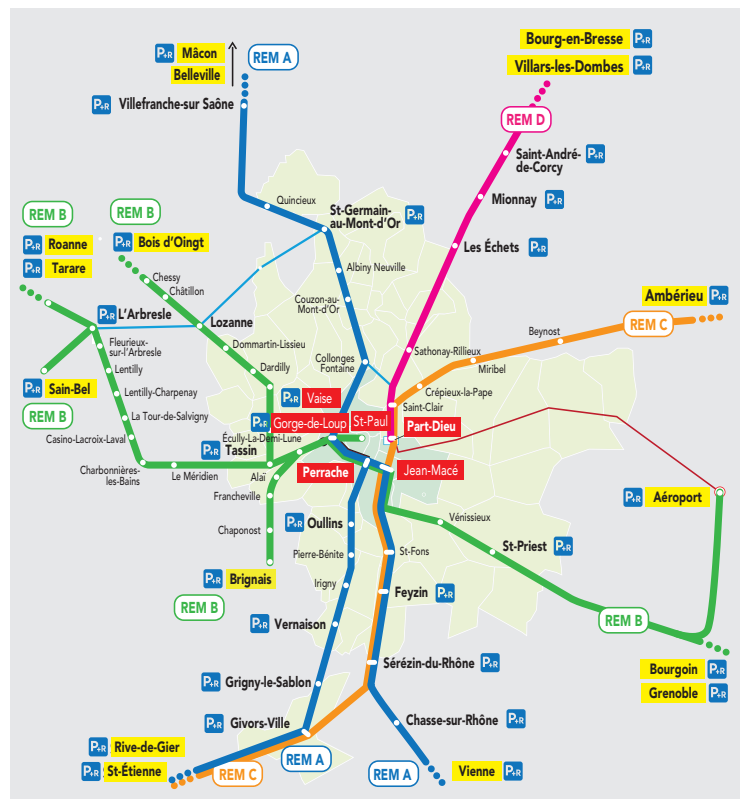 P+R Mâcon
Belleville
REM A
Bourg-en-Bresse P+R
Villars-les-Dombes P+R
P+R Villefranche-sur Saône
REM D
Saint-André-
de-Corcy P+R
Quincieux
Mionnay P+R
REM B
REM B
St-Germain-
au-Mont-d'Or P+R
P+R Roanne
P+R Bois d'Oingt
P+R Tarare
Les Échets P+R
Chessy
Châtillon
Albiny Neuville
Ambérieu P+R
Couzon-au-
Mont-d'Or
P+R L'Arbresle
Lozanne
REM C
Beynost
Fleurieux-
sur-l'Arbresle
Dommartin-Lissieu
Sathonay-Rillieux
Collonges
Fontaine
Lentilly
Dardilly
Miribel
P+R Sain-Bel
Lentilly-Charpenay
P+R Vaise
Crépieux-la-Pape
Saint-Clair
REM B
La Tour-de-Salvigny
P+R Gorge-de-Loup
St-Paul
Part-Dieu
Casino-Lacroix-Laval
Écully-La-Demi-Lune
P+R Tassin
Charbonnières-
les-Bains
Le Méridien
Alaï
Perrache
Jean-Macé
Francheville
P+R Aéroport
Chaponost
P+R Oullins
Vénissieux
Pierre-Bénite
St-Fons
St-Priest P+R
P+R Brignais
Irigny
Feyzin P+R
REM B
P+R Vernaison
REM B
Sérézin-du-Rhône P+R
Bourgoin P+R
P+R Grigny-le-Sablon
Grenoble P+R
P+R Givors-Ville
Chasse-sur-Rhône P+R
P+R Rive-de-Gier
REM A
P+R St-Étienne
REM C
REM A
Vienne P+R